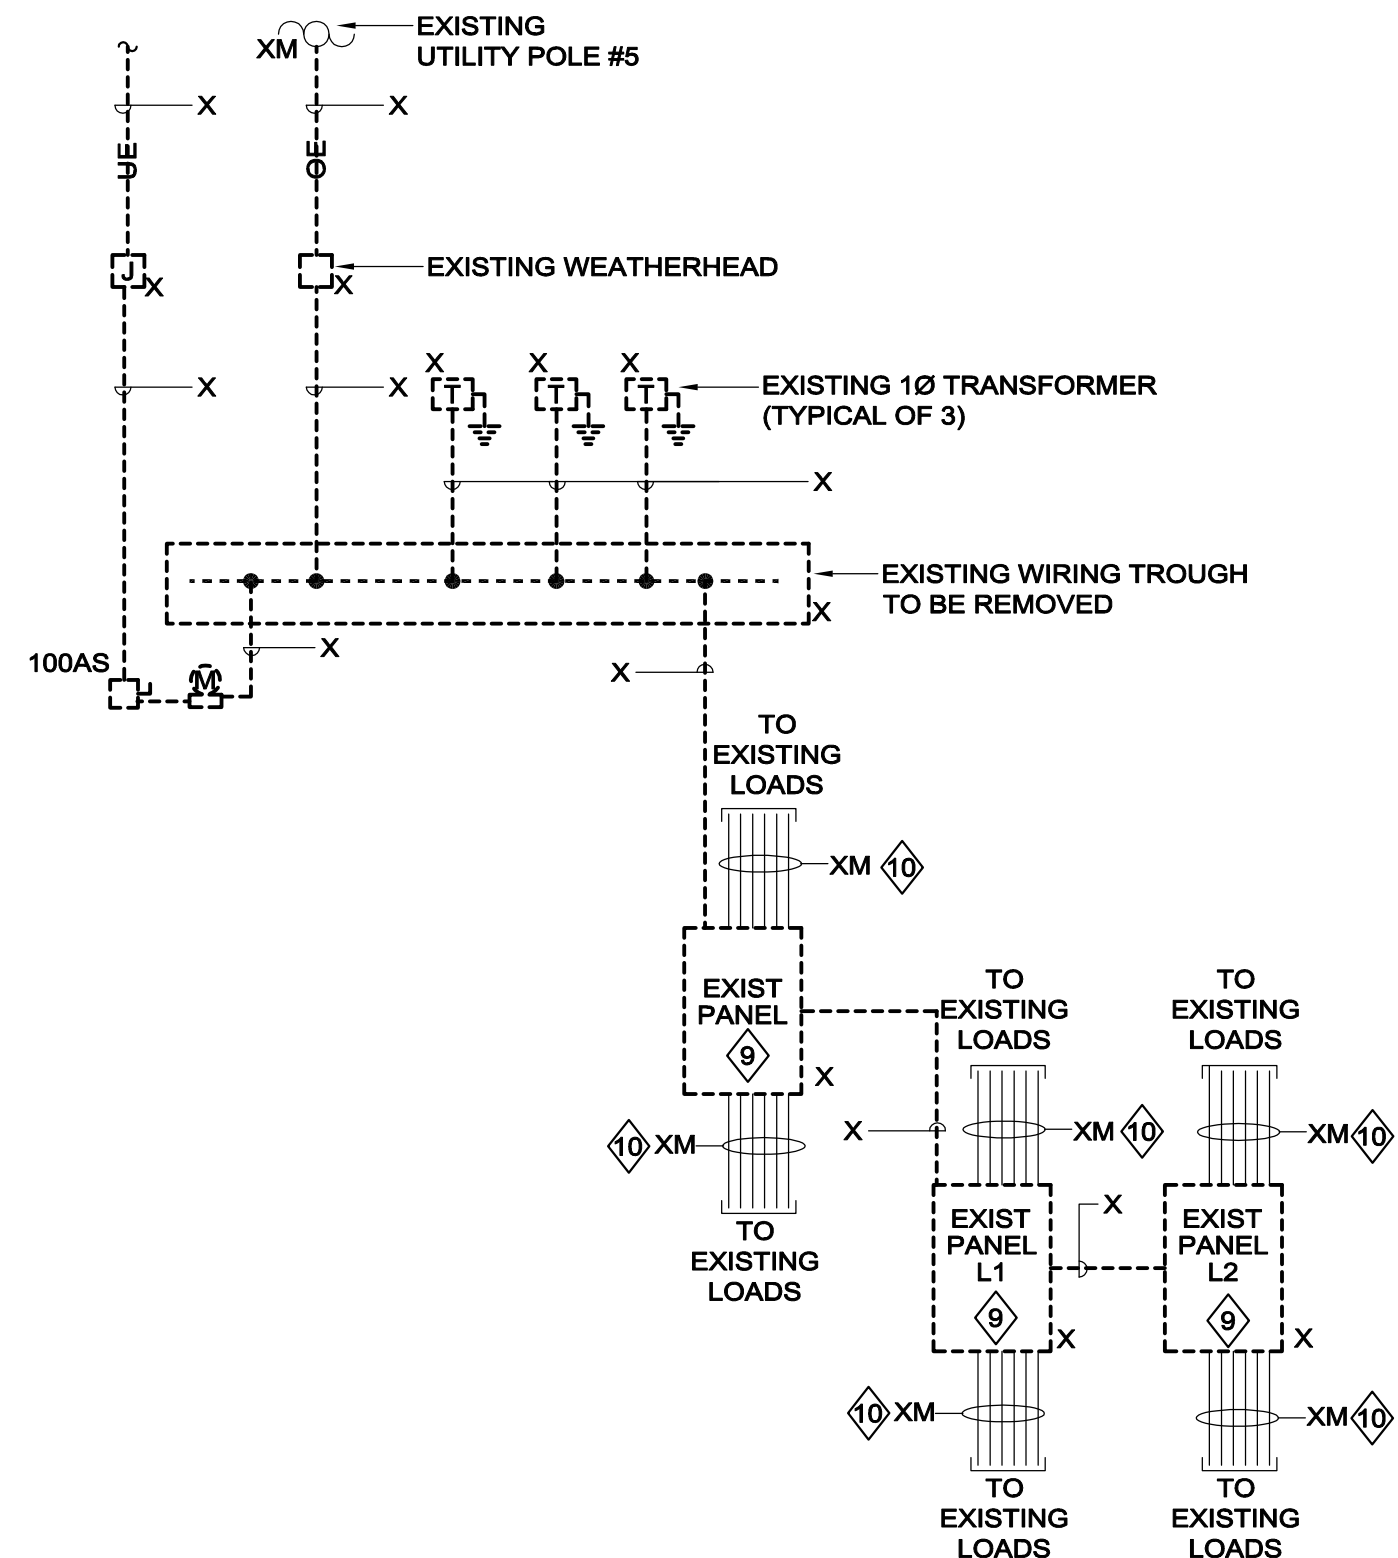 EXISTING
UTILITY POLE #5
XM
X
X
UE
OE
J
X
EXISTING WEATHERHEAD
X
X
X
X
X
X
T
T
T
EXISTING 1Ø TRANSFORMER
(TYPICAL OF 3)
X
EXISTING WIRING TROUGH
TO BE REMOVED
X
X
100AS
M
X
TO
EXISTING
LOADS
XM 10
EXIST
PANEL
9
X
10 XM
TO
EXISTING
LOADS
TO
EXISTING
LOADS
TO
EXISTING
LOADS
X
XM 10
XM 10
X
EXIST
PANEL
L1
9
X
EXIST
PANEL
L2
9
X
10 XM
XM 10
TO
EXISTING
LOADS
TO
EXISTING
LOADS